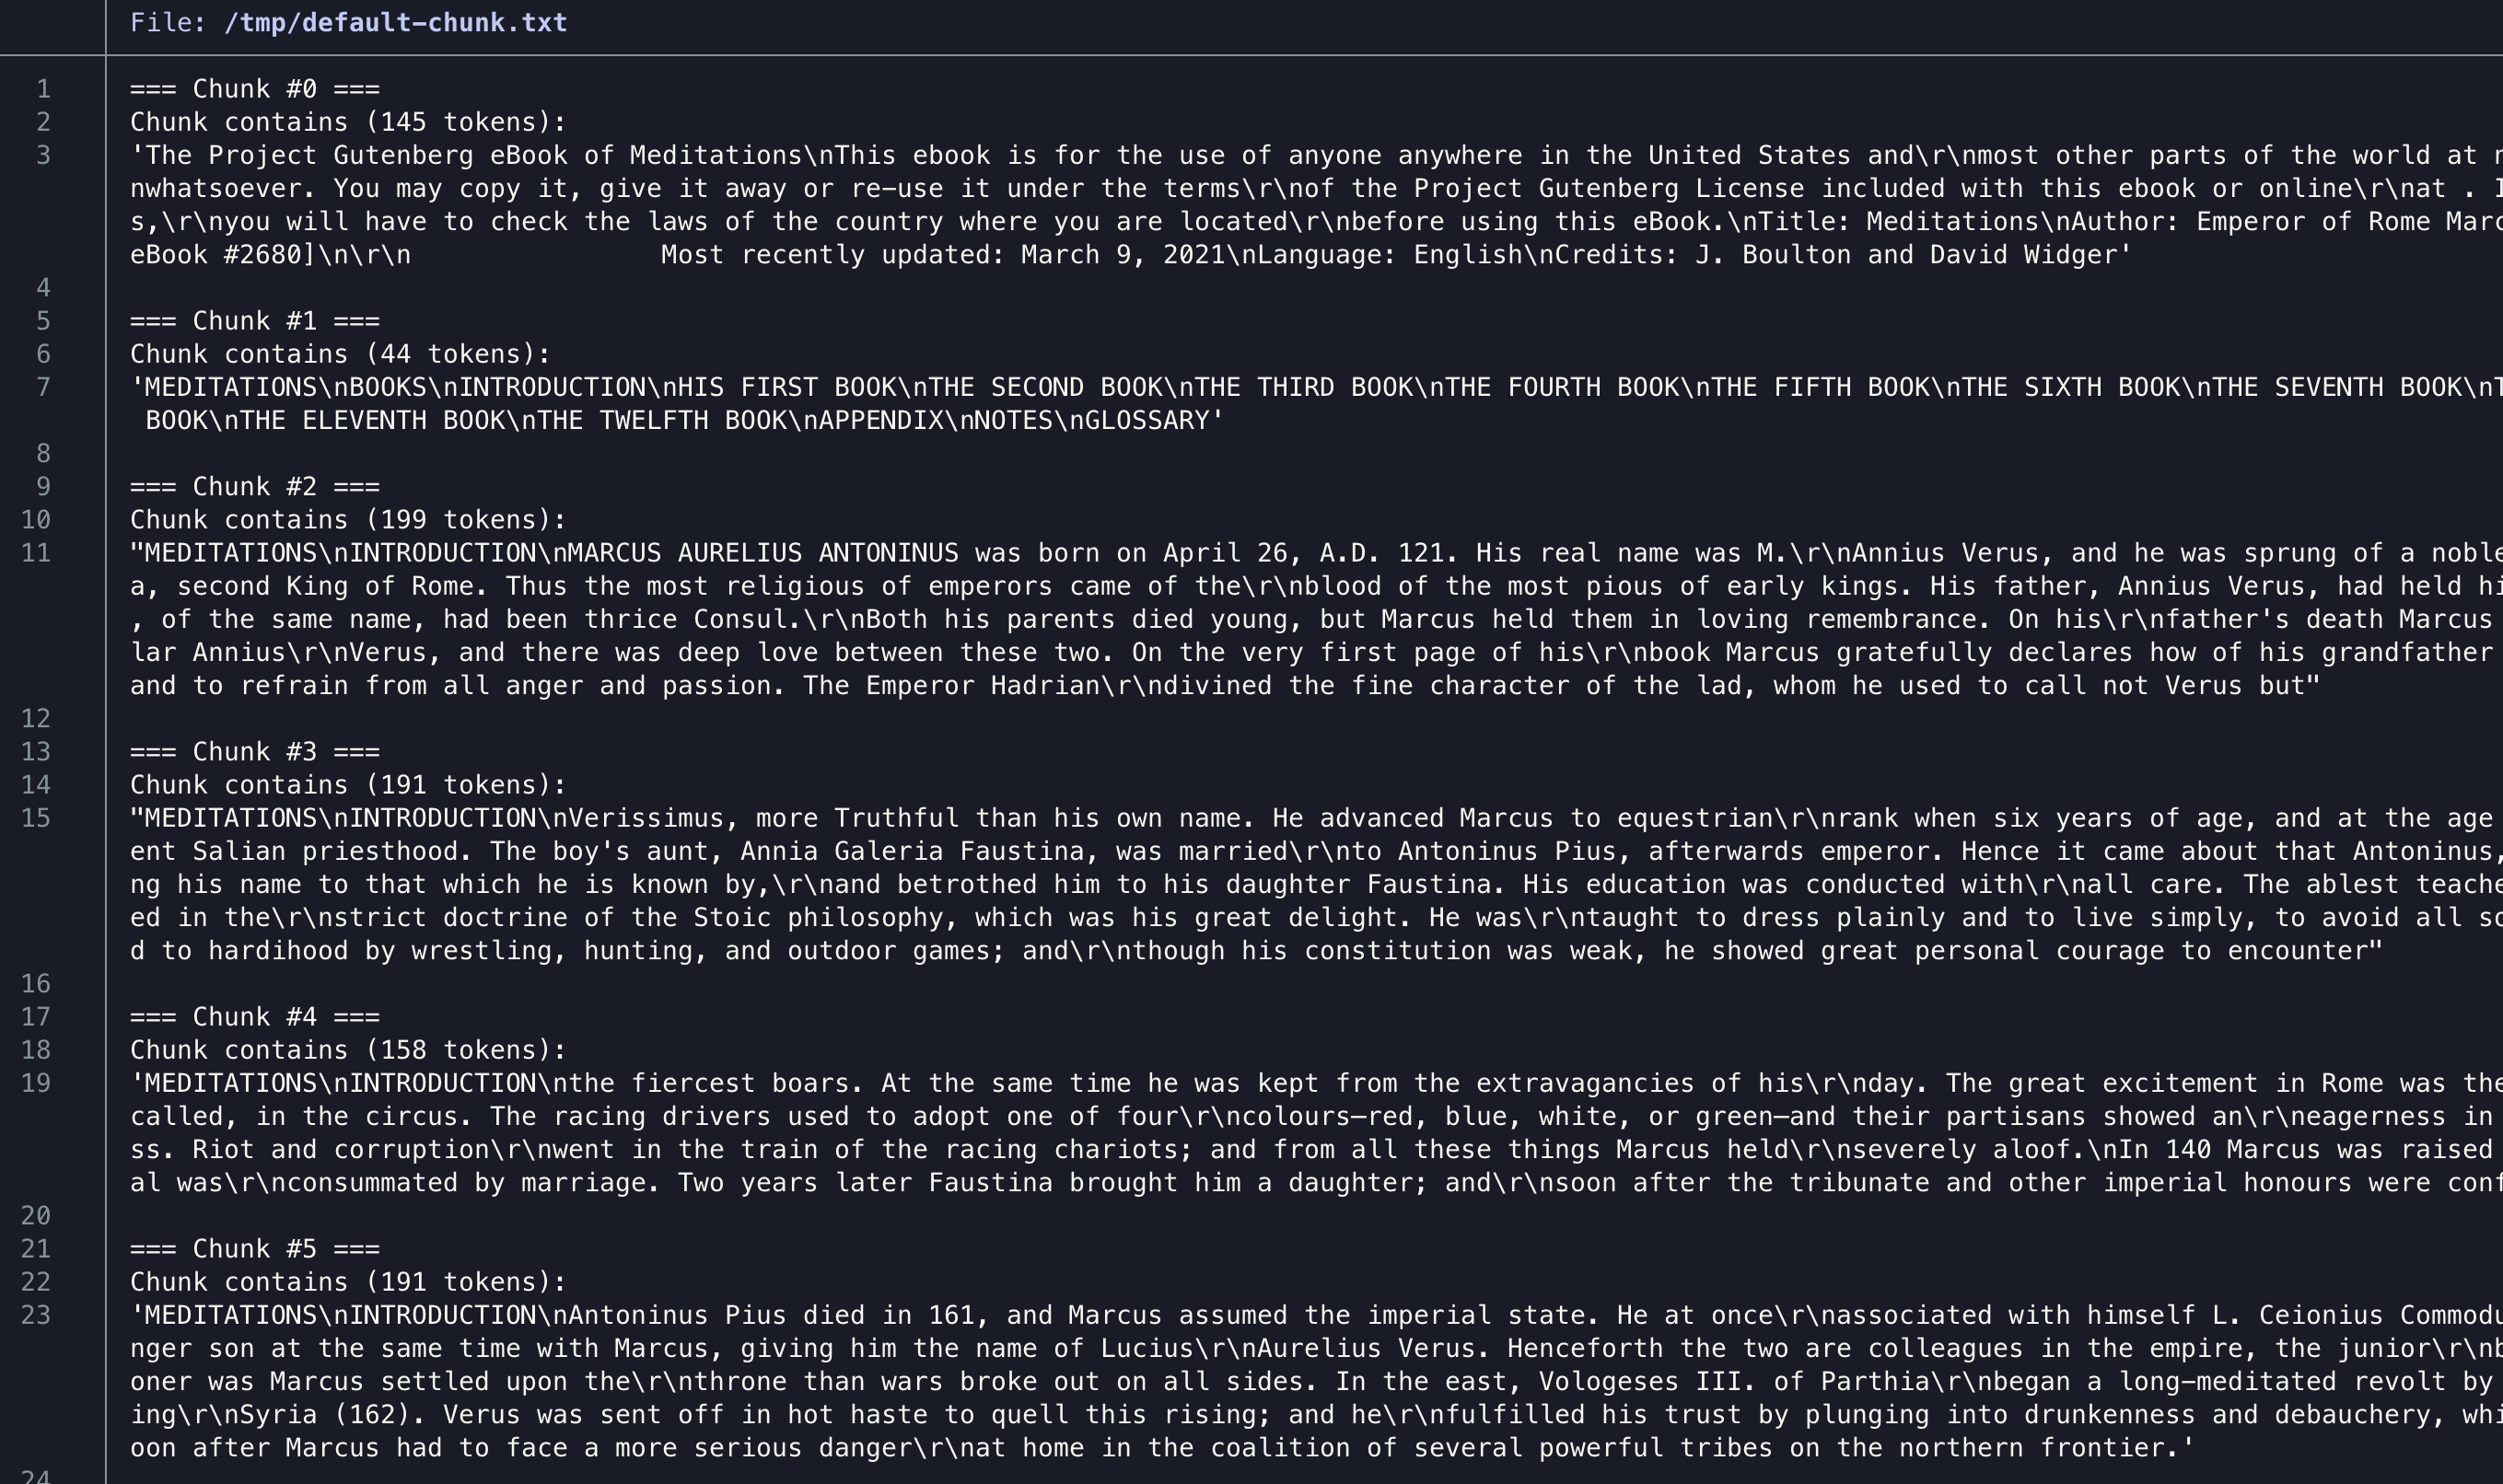 File: /tmp/default-chunk.txt
1 === Chunk #0 ===
2 Chunk contains (145 tokens):
3 'The Project Gutenberg eBook of Meditations\nThis ebook is for the use of anyone anywhere in the United States and\r\nmost other parts of the world at
nwhatsoever. You may copy it, give it away or re-use it under the terms\r\nof the Project Gutenberg License included with this ebook or online\r\nat . I
s,\r\nyou will have to check the laws of the country where you are located\r\nbefore using this eBook.\nTitle: Meditations\nAuthor: Emperor of Rome Marc
eBook #2680]\n\r\n                Most recently updated: March 9, 2021\nLanguage: English\nCredits: J. Boulton and David Widger'
4
5 === Chunk #1 ===
6 Chunk contains (44 tokens):
7 'MEDITATIONS\nBOOKS\nINTRODUCTION\nHIS FIRST BOOK\nTHE SECOND BOOK\nTHE THIRD BOOK\nTHE FOURTH BOOK\nTHE FIFTH BOOK\nTHE SIXTH BOOK\nTHE SEVENTH BOOK\nT
BOOK\nTHE ELEVENTH BOOK\nTHE TWELFTH BOOK\nAPPENDIX\nNOTES\nGLOSSARY'
8
9 === Chunk #2 ===
10 Chunk contains (199 tokens):
11 "MEDITATIONS\nINTRODUCTION\nMARCUS AURELIUS ANTONINUS was born on April 26, A.D. 121. His real name was M.\r\nAnnius Verus, and he was sprung of a noble
a, second King of Rome. Thus the most religious of emperors came of the\r\nblood of the most pious of early kings. His father, Annius Verus, had held hi
, of the same name, had been thrice Consul.\r\nBoth his parents died young, but Marcus held them in loving remembrance. On his\r\nfather's death Marcus
lar Annius\r\nVerus, and there was deep love between these two. On the very first page of his\r\nbook Marcus gratefully declares how of his grandfather
and to refrain from all anger and passion. The Emperor Hadrian\r\ndivined the fine character of the lad, whom he used to call not Verus but"
12
13 === Chunk #3 ===
14 Chunk contains (191 tokens):
15 "MEDITATIONS\nINTRODUCTION\nVerissimus, more Truthful than his own name. He advanced Marcus to equestrian\r\nrank when six years of age, and at the age
ent Salian priesthood. The boy's aunt, Annia Galeria Faustina, was married\r\nto Antoninus Pius, afterwards emperor. Hence it came about that Antoninus,
ng his name to that which he is known by,\r\nand betrothed him to his daughter Faustina. His education was conducted with\r\nall care. The ablest teache
ed in the\r\nstrict doctrine of the Stoic philosophy, which was his great delight. He was\r\ntaught to dress plainly and to live simply, to avoid all so
d to hardihood by wrestling, hunting, and outdoor games; and\r\nthough his constitution was weak, he showed great personal courage to encounter"
16
17 === Chunk #4 ===
18 Chunk contains (158 tokens):
19 'MEDITATIONS\nINTRODUCTION\nthe fiercest boars. At the same time he was kept from the extravagancies of his\r\nday. The great excitement in Rome was the
called, in the circus. The racing drivers used to adopt one of four\r\ncolours—red, blue, white, or green—and their partisans showed an\r\neagerness in
ss. Riot and corruption\r\nwent in the train of the racing chariots; and from all these things Marcus held\r\nseverely aloof.\nIn 140 Marcus was raised
al was\r\nconsummated by marriage. Two years later Faustina brought him a daughter; and\r\nsoon after the tribunate and other imperial honours were conf
20
21 === Chunk #5 ===
22 Chunk contains (191 tokens):
23 'MEDITATIONS\nINTRODUCTION\nAntoninus Pius died in 161, and Marcus assumed the imperial state. He at once\r\nassociated with himself L. Ceionius Commodu
nger son at the same time with Marcus, giving him the name of Lucius\r\nAurelius Verus. Henceforth the two are colleagues in the empire, the junior\r\n
oner was Marcus settled upon the\r\nthrone than wars broke out on all sides. In the east, Vologeses III. of Parthia\r\nbegan a long-meditated revolt by
ing\r\nSyria (162). Verus was sent off in hot haste to quell this rising; and he\r\nfulfilled his trust by plunging into drunkenness and debauchery, whi
oon after Marcus had to face a more serious danger\r\nat home in the coalition of several powerful tribes on the northern frontier.'
24